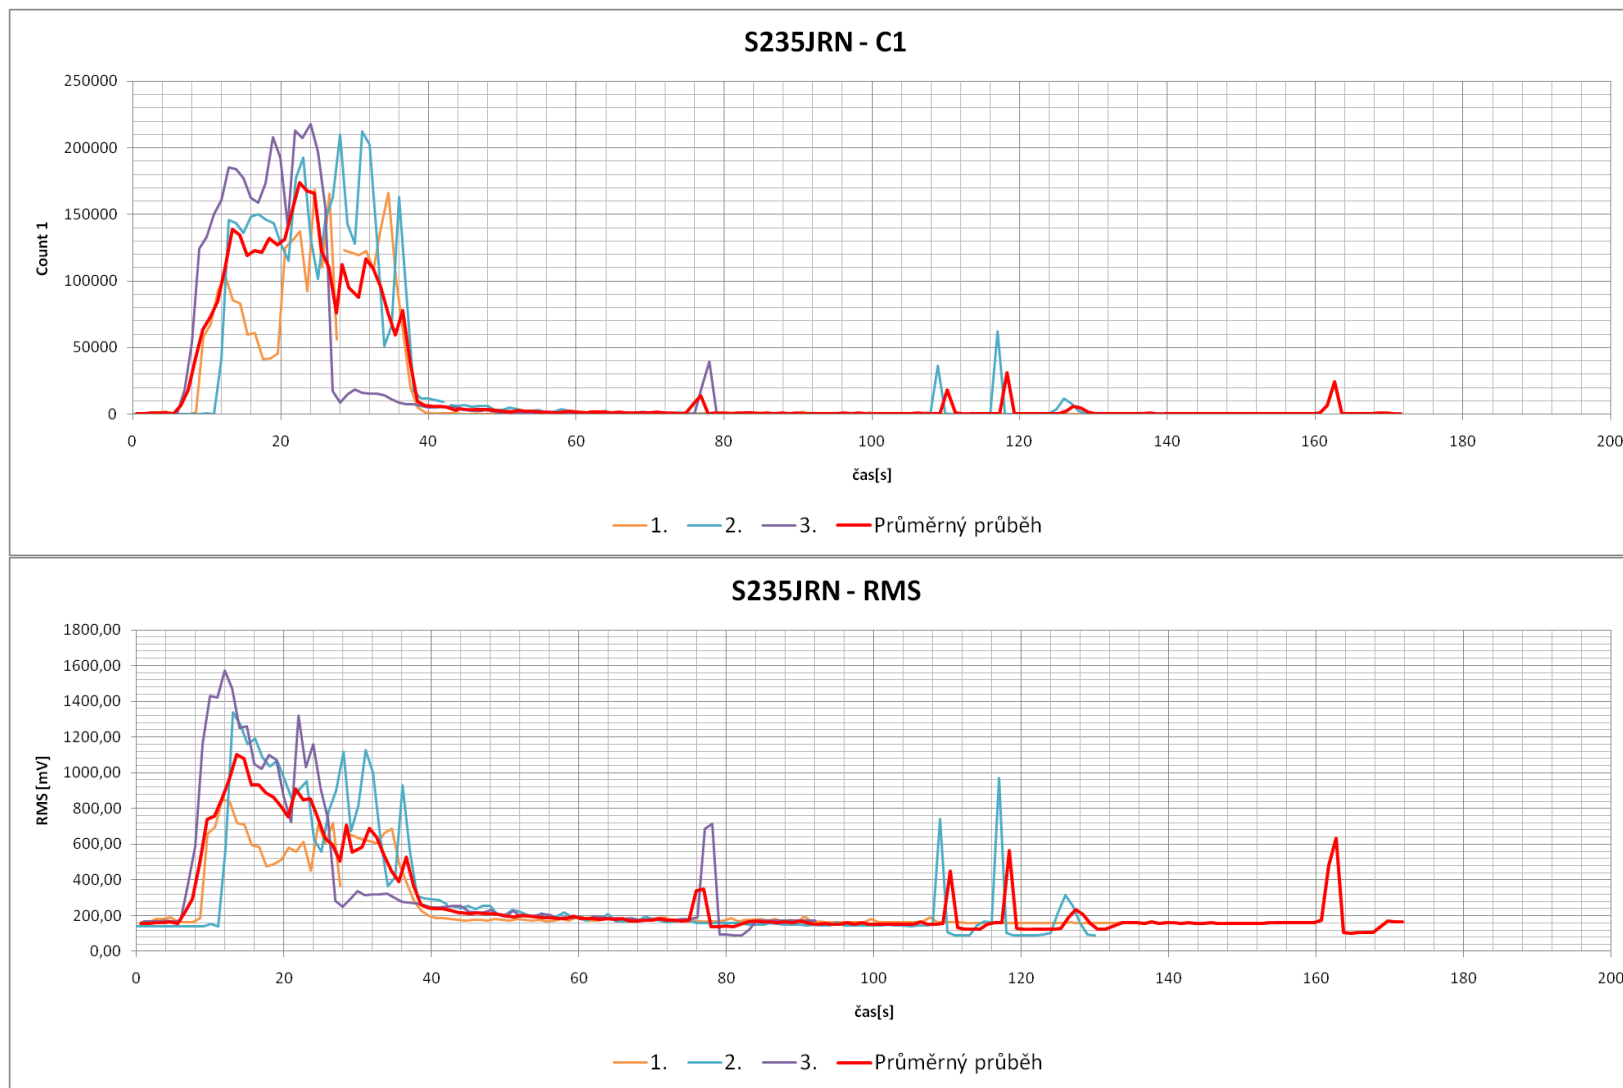 S235JRN - C1
250000
200000
150000
100000
50000
0
Count 1
0 20 40 60 80 100 120 140 160 180 200
čas[s]
1. 2. 3. Průměrný průběh
S235JRN - RMS
1800,00
1600,00
1400,00
1200,00
1000,00
800,00
600,00
400,00
200,00
0,00
RMS [mV]
0 20 40 60 80 100 120 140 160 180 200
čas[s]
1. 2. 3. Průměrný průběh